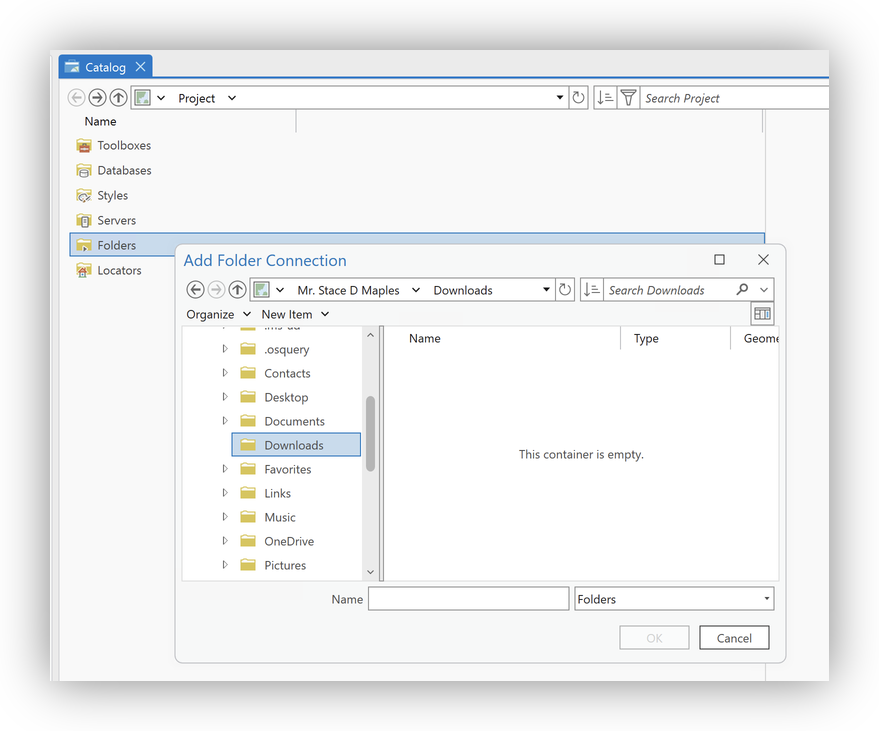 Catalog
Project
Search Project
Name
Toolboxes
Databases
Styles
Servers
Folders
Locators
Add Folder Connection
Mr. Stace D Maples Downloads
Search Downloads
Organize New Item
.osquery
Contacts
Desktop
Documents
Downloads
Favorites
Links
Music
OneDrive
Pictures
Name Type Geome
This container is empty.
Name
Folders
OK Cancel